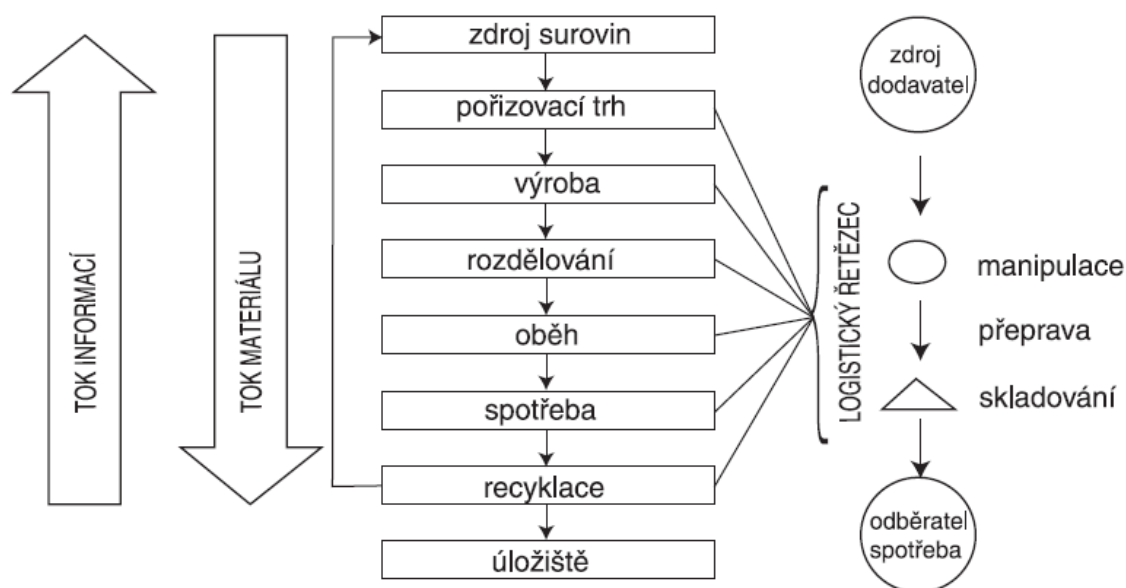 TOK INFORMACÍ
TOK MATERIÁLU
zdroj surovin
pořizovací trh
výroba
rozdělování
oběh
spotřeba
recyklace
úložiště
LOGISTICKÝ ŘETĚZEC
zdroj
dodavatel
manipulace
přeprava
skladování
odběratel
spotřeba